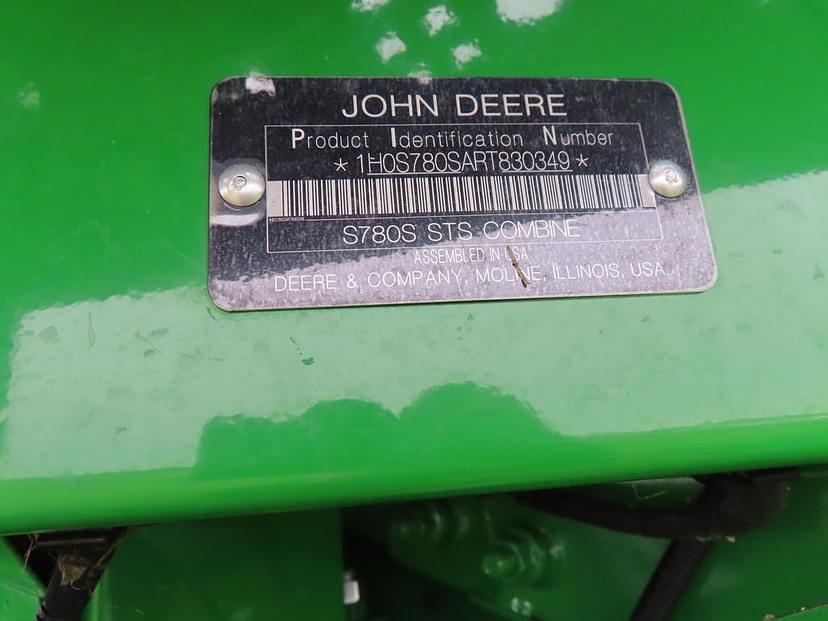 JOHN DEERE
Product Identification Number
* 1H0S780SART830349 *
S780S STS COMBINE
ASSEMBLED IN USA
DEERE & COMPANY, MOLINE, ILLINOIS, USA